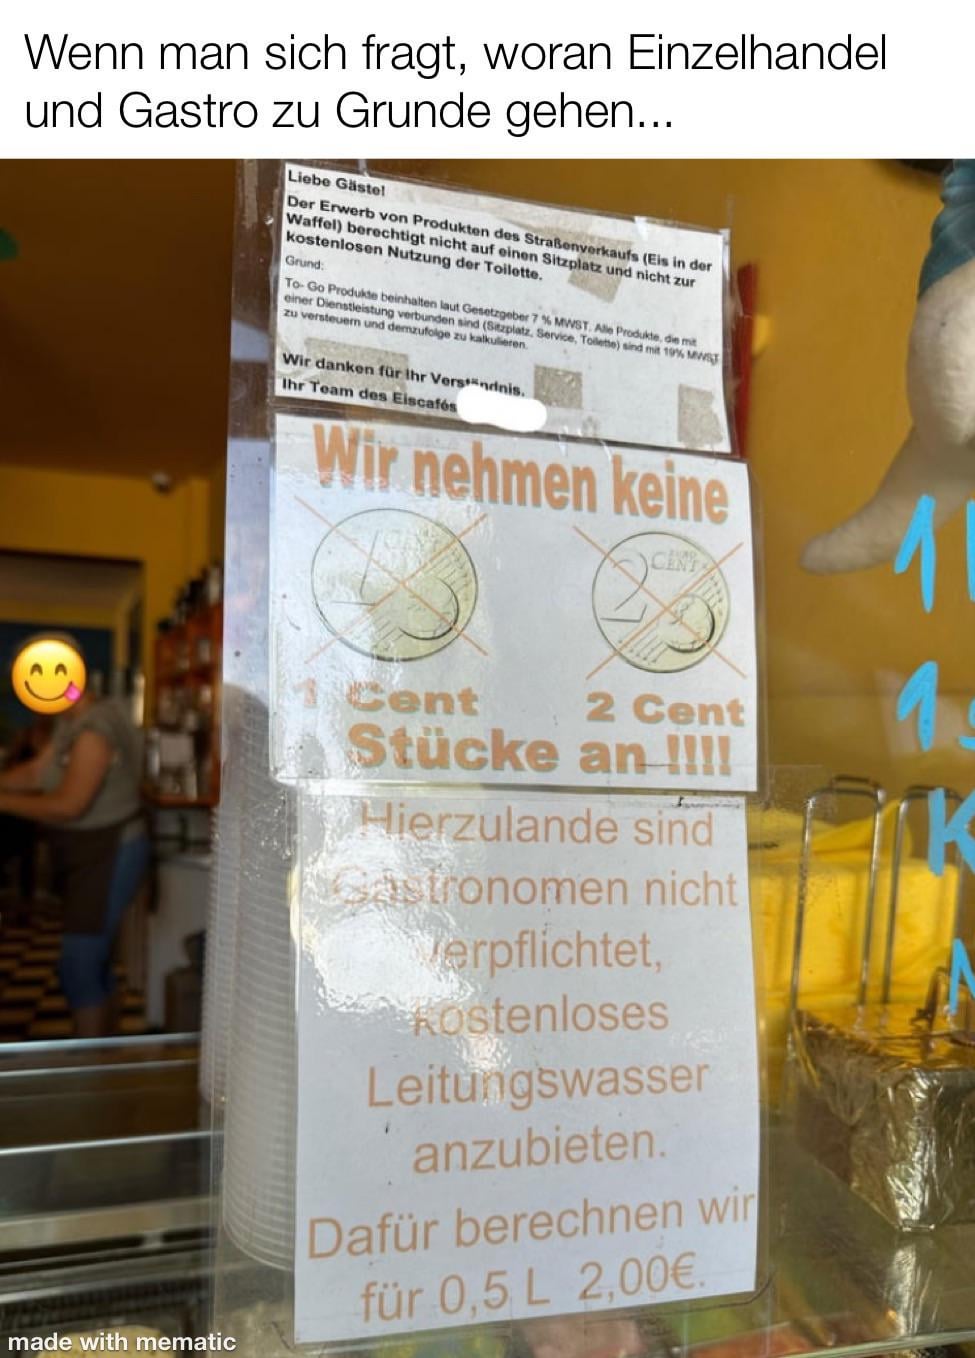 Wenn man sich fragt, woran Einzelhandel
und Gastro zu Grunde gehen...
Liebe Gäste!
Der Erwerb von Produkten des Straßenverkaufs (Eis in der
Waffel) berechtigt nicht auf einen Sitzplatz und nicht zur
kostenlosen Nutzung der Toilette.
Grund:
To- Go Produkte beinhalten laut Gesetzgeber 7 % MWST. Alle Produkte, die mit
einer Dienstleistung verbunden sind (Sitzplatz, Service, Toilette) sind mit 19% MWST
zu versteuern und demzufolge zu kalkulieren.
Wir danken für Ihr Verständnis.
Ihr Team des Eiscafés
Wir nehmen keine
1
2 EURO
CENT
1 Cent 2 Cent
Stücke an !!!!
Hierzulande sind
Gastronomen nicht
verpflichtet,
kostenloses
Leitungswasser
anzubieten.
Dafür berechnen wir
für 0,5 L 2,00€.
made with mematic